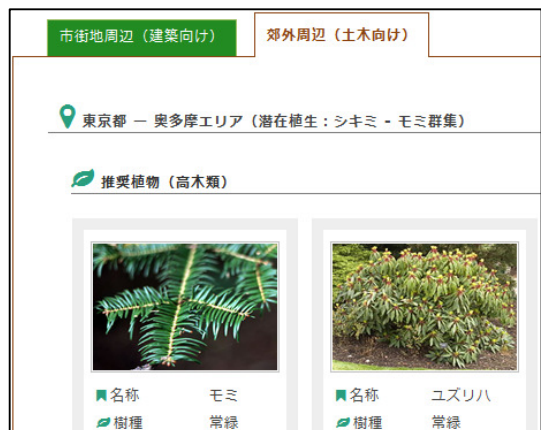 市街地周辺（建築向け）
郊外周辺（土木向け）
東京都 － 奥多摩エリア（潜在植生：シキミ - モミ群集）
推奨植物（高木類）
名称 モミ
樹種 常緑
名称 ユズリハ
樹種 常緑